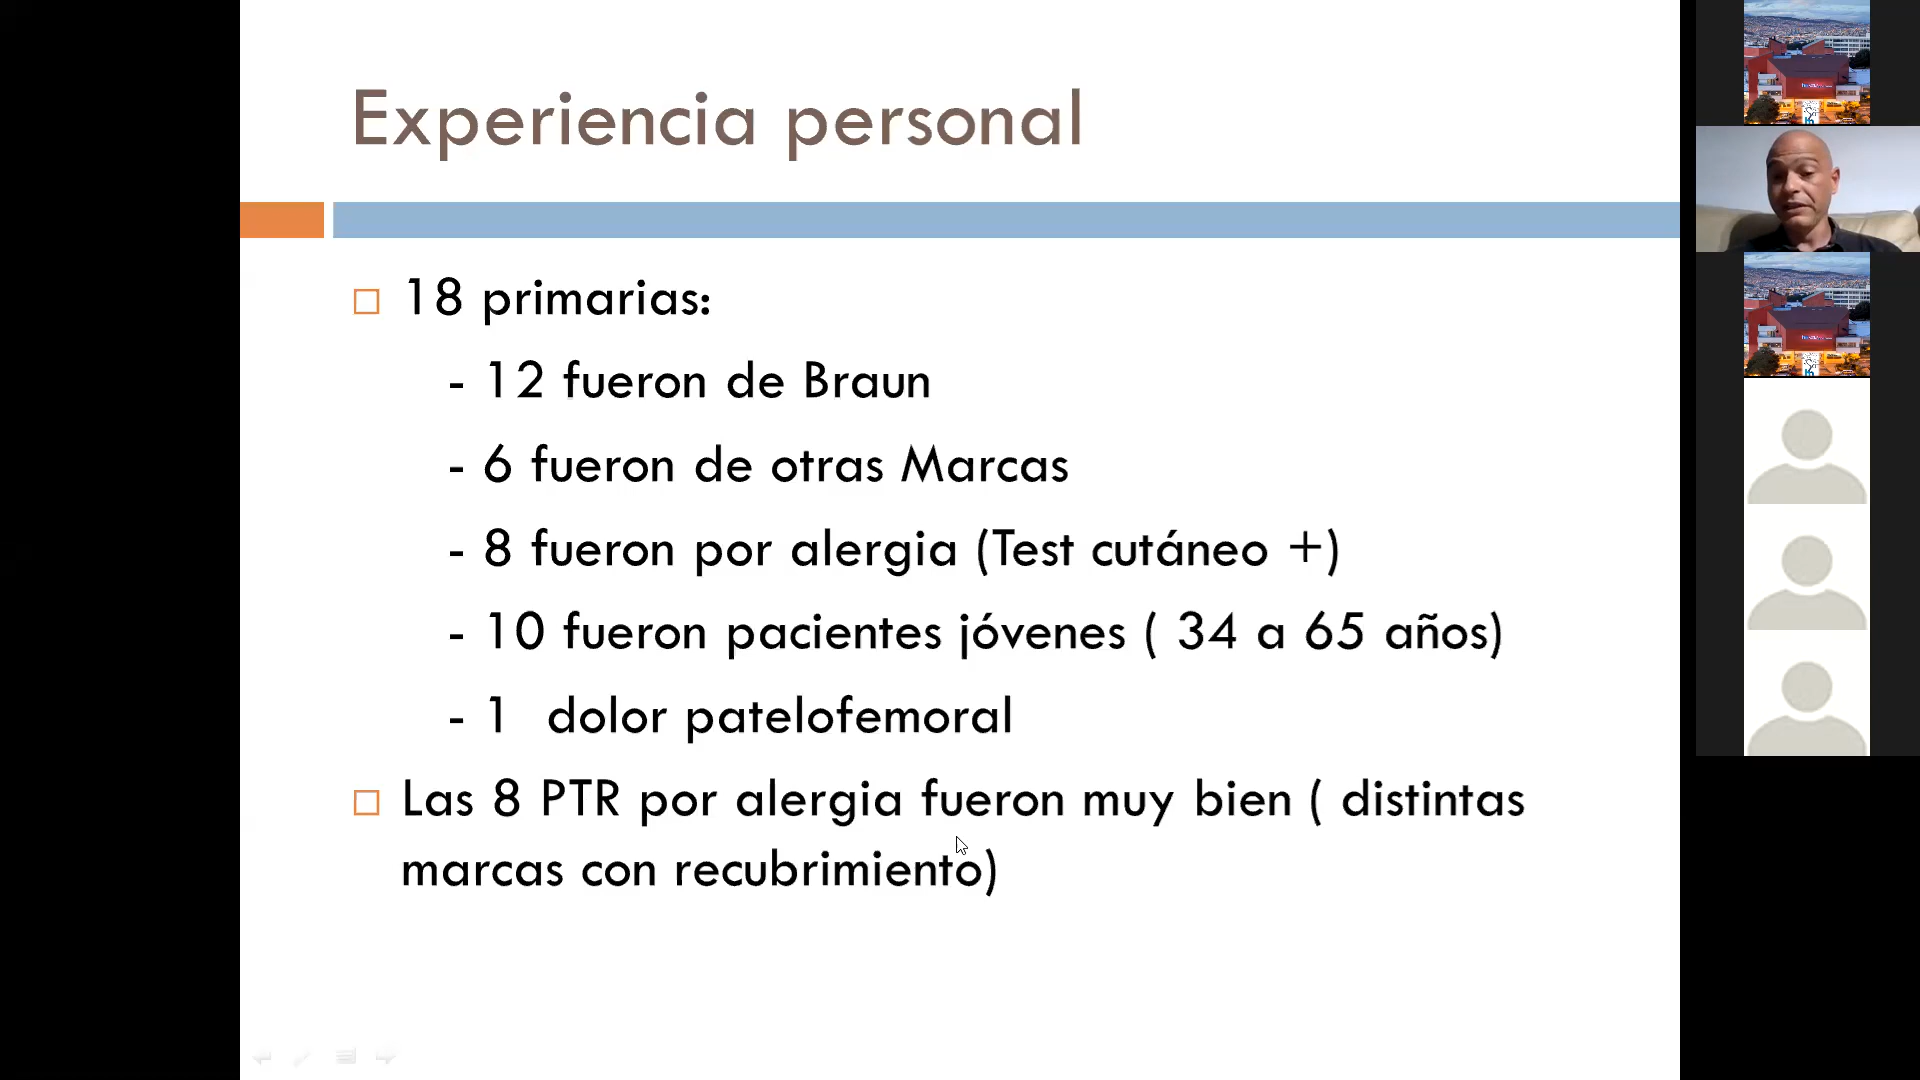 Experiencia personal
18 primarias:
- 12 fueron de Braun
- 6 fueron de otras Marcas
- 8 fueron por alergia (Test cutáneo +)
- 10 fueron pacientes jóvenes ( 34 a 65 años)
- 1 dolor patelofemoral
Las 8 PTR por alergia fueron muy bien ( distintas
marcas con recubrimiento)